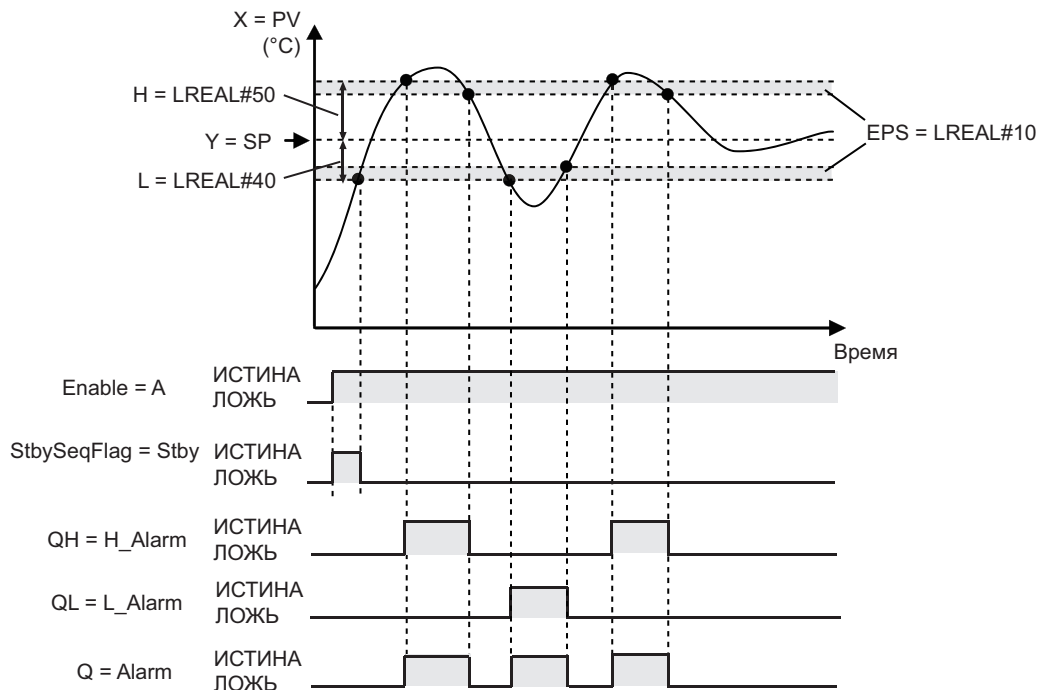 X = PV
(°C)
H = LREAL#50
Y = SP
EPS = LREAL#10
L = LREAL#40
Время
Enable = A
ИСТИНА
ЛОЖЬ
StbySeqFlag = Stby
ИСТИНА
ЛОЖЬ
QH = H_Alarm
ИСТИНА
ЛОЖЬ
QL = L_Alarm
ИСТИНА
ЛОЖЬ
Q = Alarm
ИСТИНА
ЛОЖЬ